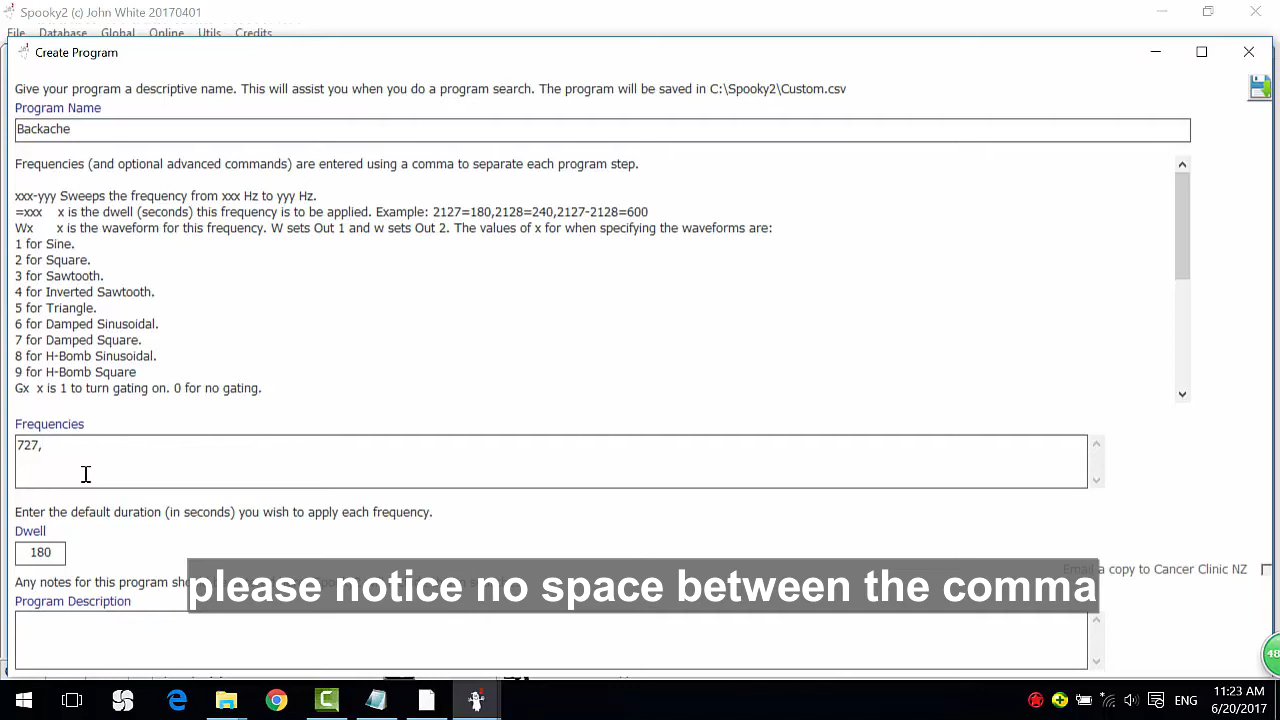 Spooky2 (c) John White 20170401
File Database Global Online Utils Credits
Create Program
Give your program a descriptive name. This will assist you when you do a program search. The program will be saved in C:\Spooky2\Custom.csv
Program Name
Backache
Frequencies (and optional advanced commands) are entered using a comma to separate each program step.
xxx-yyy Sweeps the frequency from xxx Hz to yyy Hz.
=xxx x is the dwell (seconds) this frequency is to be applied. Example: 2127=180,2128=240,2127-2128=600
Wx x is the waveform for this frequency. W sets Out 1 and w sets Out 2. The values of x for when specifying the waveforms are:
1 for Sine.
2 for Square.
3 for Sawtooth.
4 for Inverted Sawtooth.
5 for Triangle.
6 for Damped Sinusoidal.
7 for Damped Square.
8 for H-Bomb Sinusoidal.
9 for H-Bomb Square
Gx x is 1 to turn gating on. 0 for no gating.
Frequencies
727,
Enter the default duration (in seconds) you wish to apply each frequency.
Dwell
180
Email a copy to Cancer Clinic NZ
Any notes for this program
please notice no space between the comma
Program Description
48
ENG
11:23 AM
6/20/2017